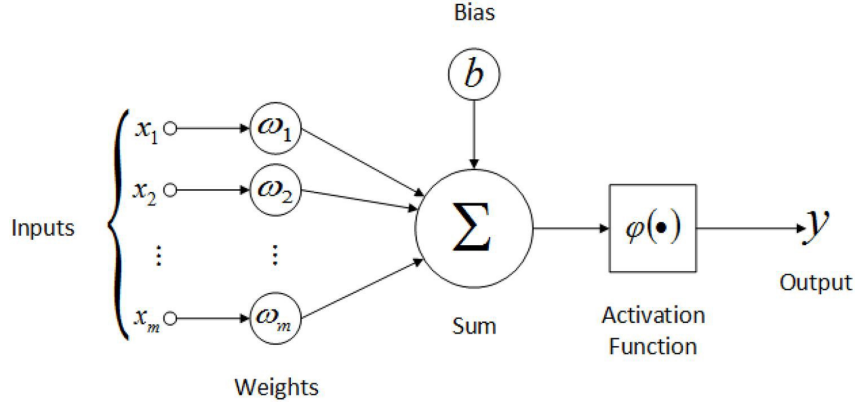 Bias
b
x₁ ω₁
x₂ ω₂
Inputs
⋮ ⋮
Σ φ(•) y
Output
xₘ ωₘ
Sum
Activation
Function
Weights